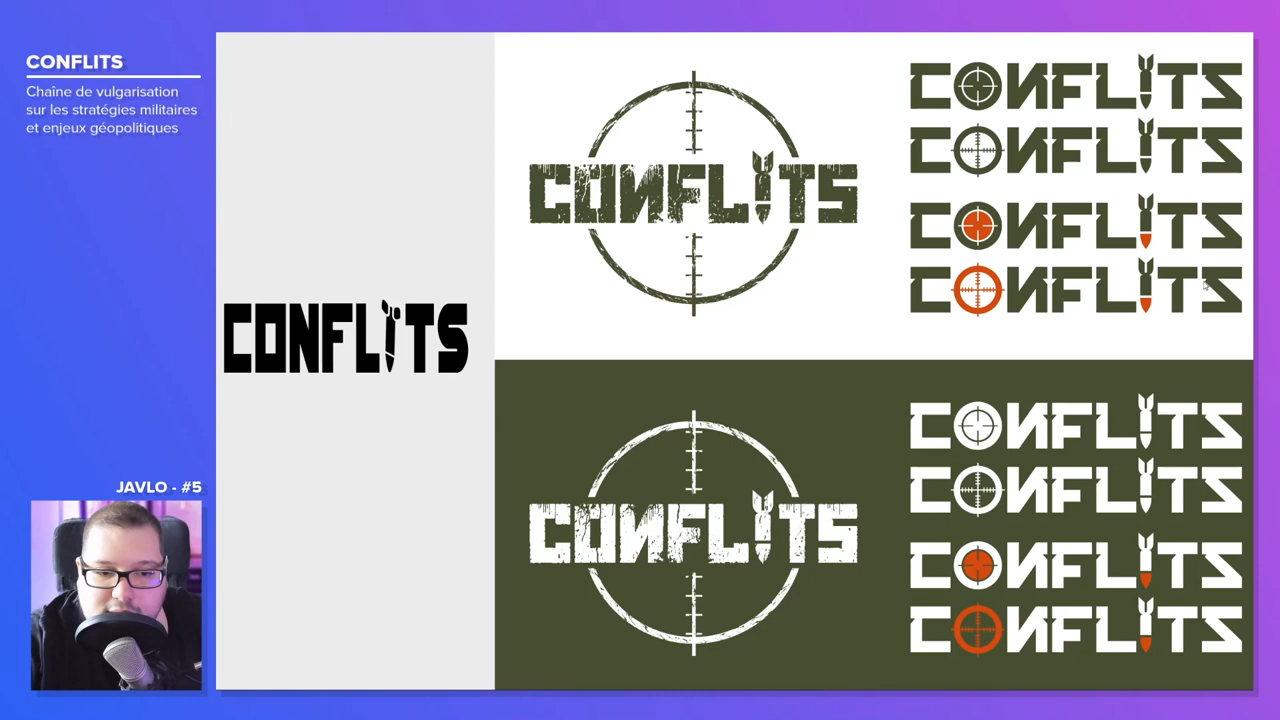 CONFLITS
Chaîne de vulgarisation
sur les stratégies militaires
et enjeux géopolitiques
JAVLO - #5
CONFLITS
CONFLITS
CONFLITS
CONFLITS
CONFLITS
CONFLITS
CONFLITS
CONFLITS
CONFLITS
CONFLITS
CONFLITS